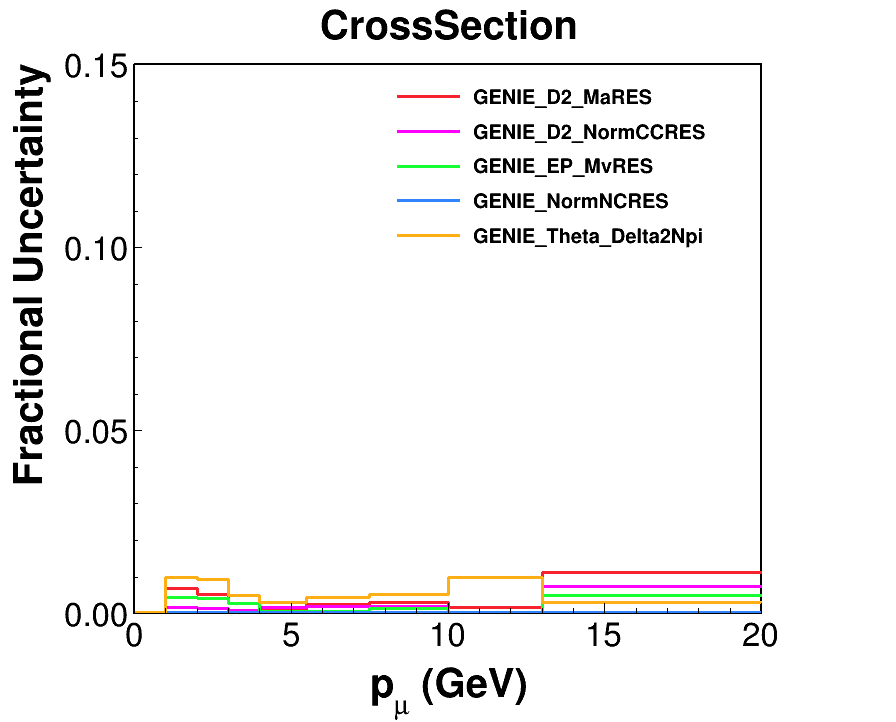 CrossSection
Fractional Uncertainty
0.15
0.10
0.05
0.00
GENIE_D2_MaRES
GENIE_D2_NormCCRES
GENIE_EP_MvRES
GENIE_NormNCRES
GENIE_Theta_Delta2Npi
0 5 10 15 20
pμ (GeV)